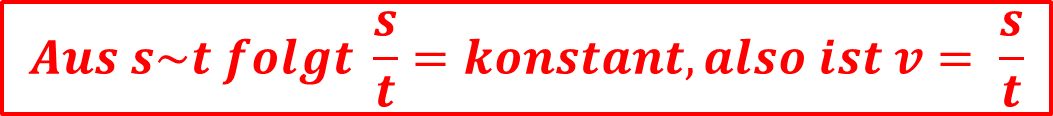 Aus s~t folgt s/t = konstant, also ist v = s/t